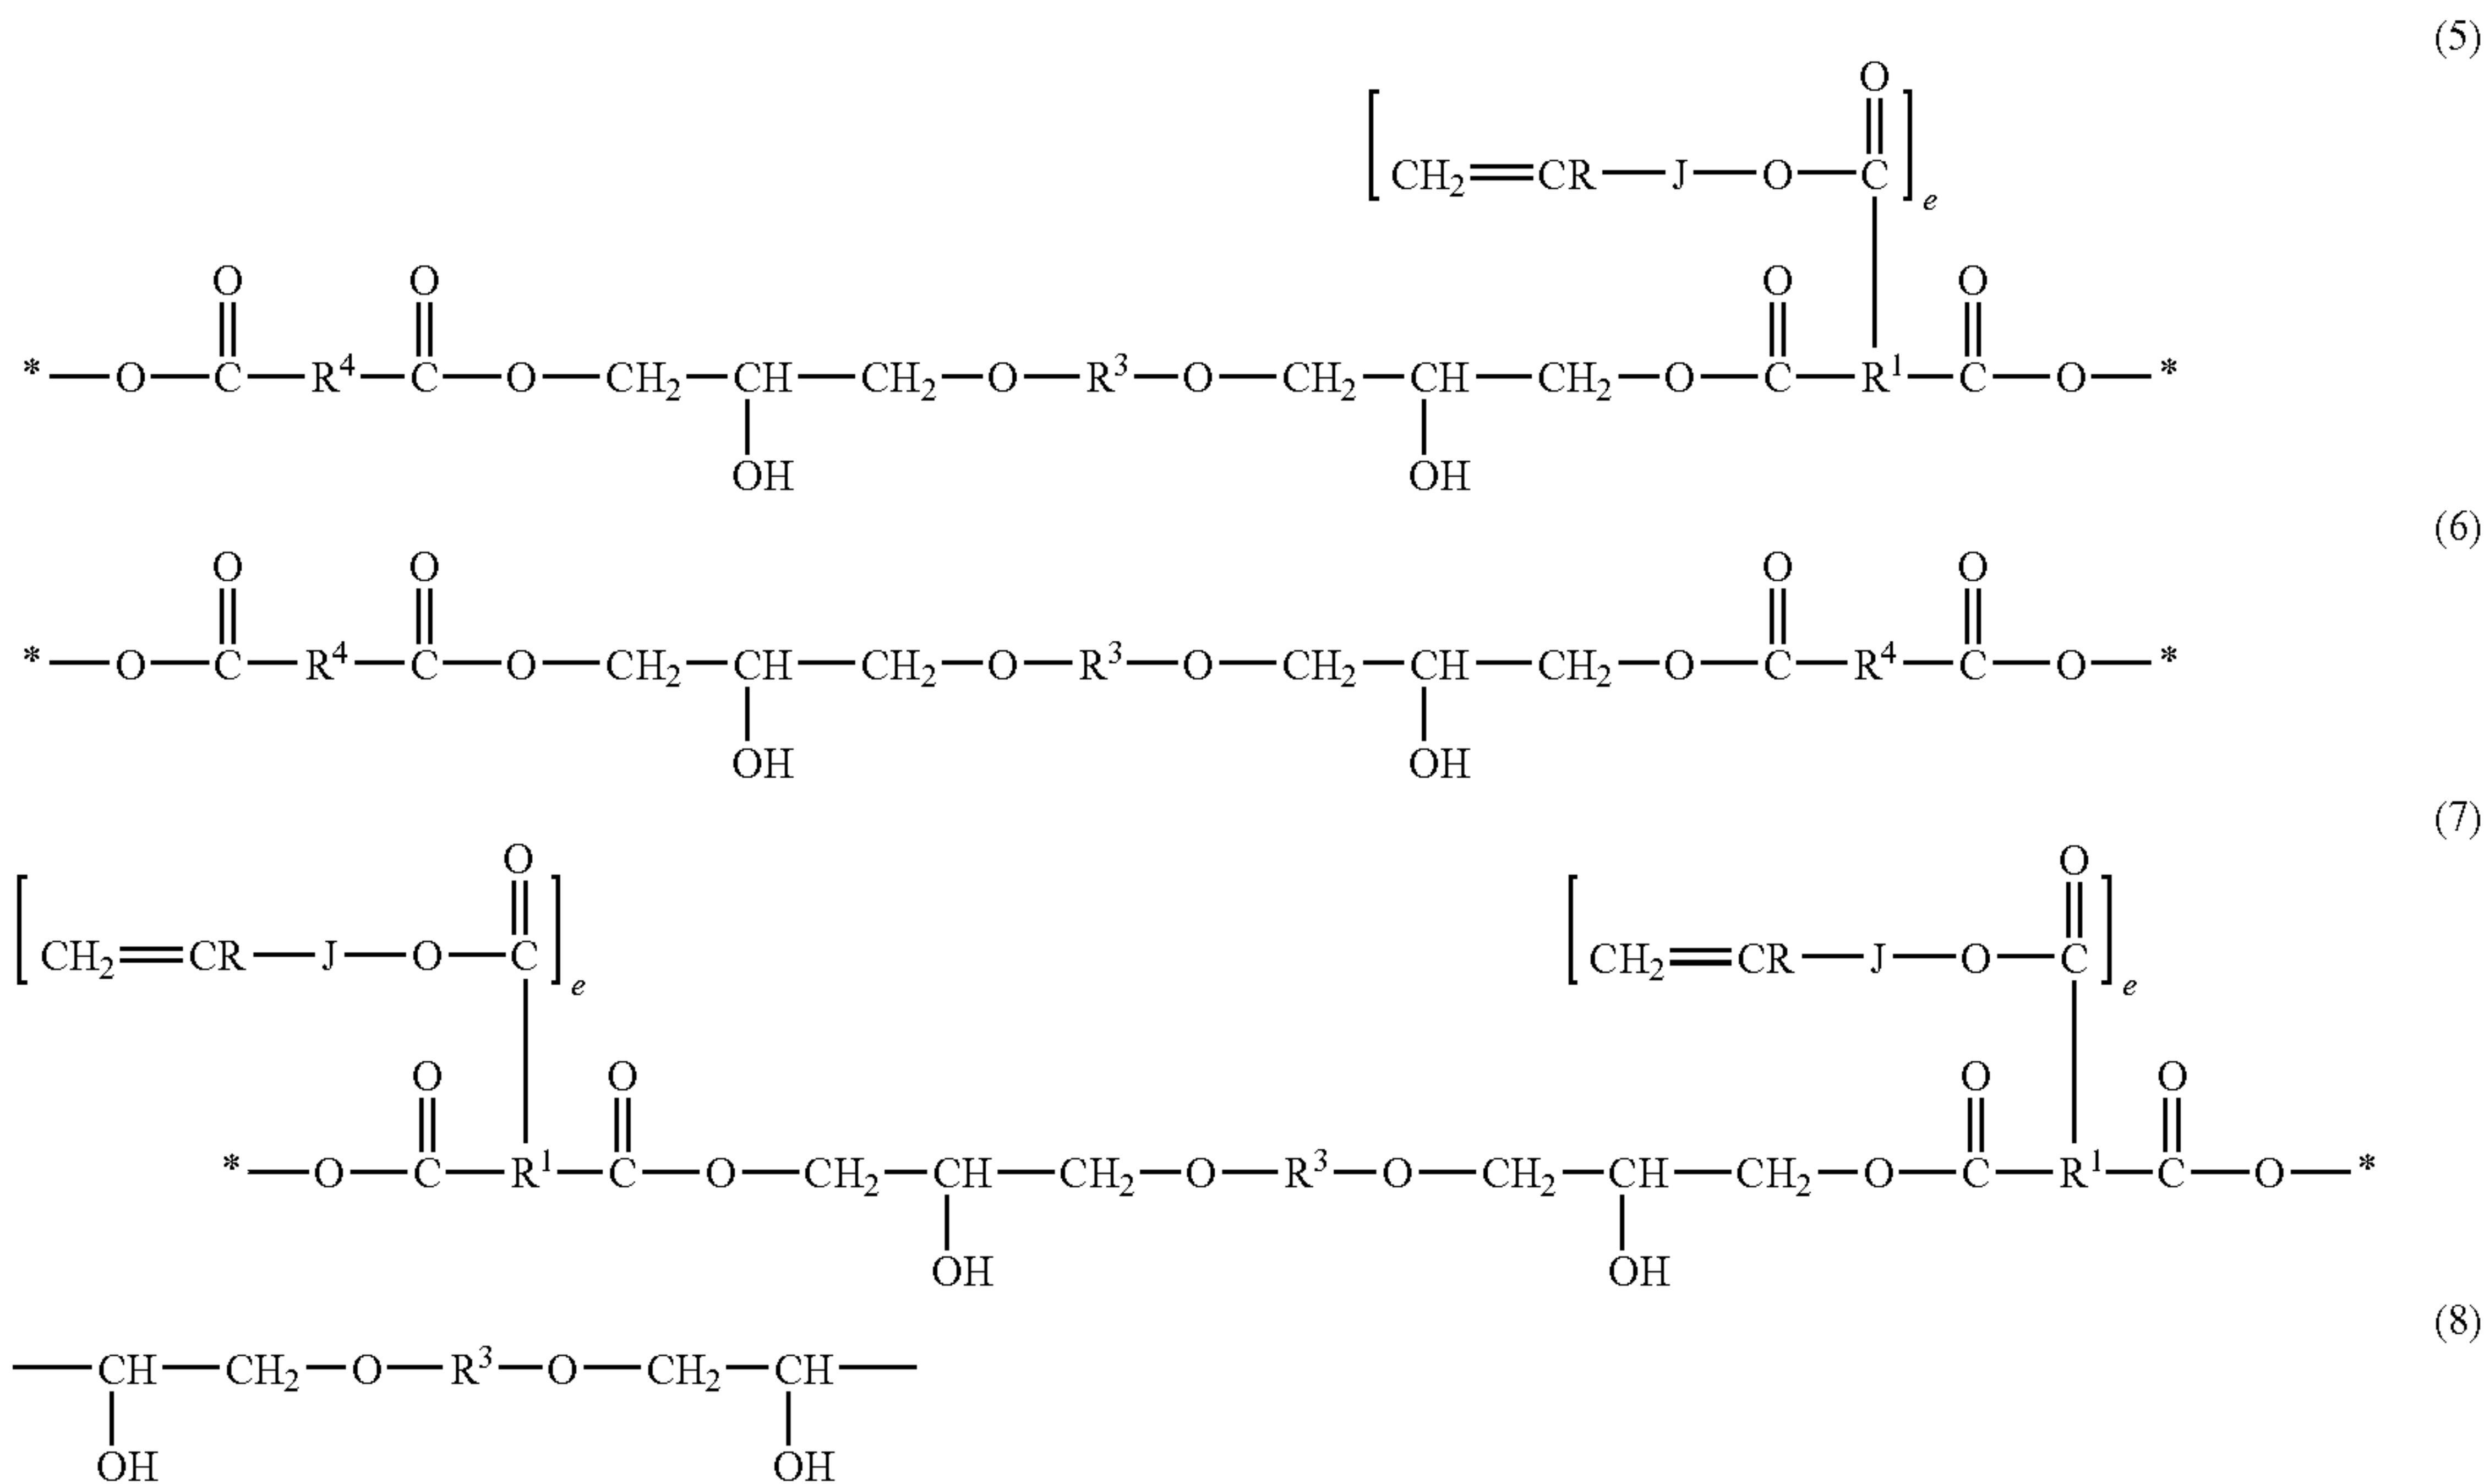 (5)
O
[CH₂=CR—J—O—C]ₑ
O O O O
*—O—C—R⁴—C—O—CH₂—CH—CH₂—O—R³—O—CH₂—CH—CH₂—O—C—R¹—C—O—*
OH OH
(6)
O O O O
*—O—C—R⁴—C—O—CH₂—CH—CH₂—O—R³—O—CH₂—CH—CH₂—O—C—R⁴—C—O—*
OH OH
(7)
O O
[CH₂=CR—J—O—C]ₑ [CH₂=CR—J—O—C]ₑ
O O O O
*—O—C—R¹—C—O—CH₂—CH—CH₂—O—R³—O—CH₂—CH—CH₂—O—C—R¹—C—O—*
OH OH
(8)
—CH—CH₂—O—R³—O—CH₂—CH—
OH OH